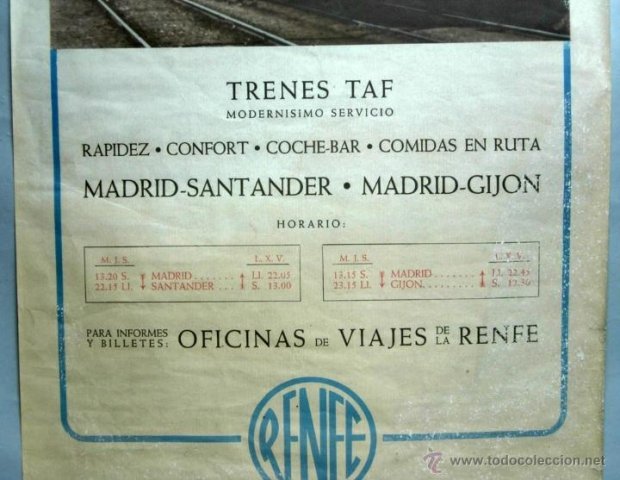 TRENES TAF
MODERNISIMO SERVICIO
RAPIDEZ • CONFORT • COCHE-BAR • COMIDAS EN RUTA
MADRID-SANTANDER • MADRID-GIJON
HORARIO:
M. J. S. L. X. V.
13.20 S. MADRID....... Ll. 22.05
22.15 Ll. SANTANDER... S. 13.00
M. J. S. L. X. V.
13.15 S. MADRID....... Ll. 22.45
23.15 Ll. GIJON........ S.
PARA INFORMES Y BILLETES: OFICINAS DE VIAJES DE LA RENFE
RENFE
todocoleccion
www.todocoleccion.net